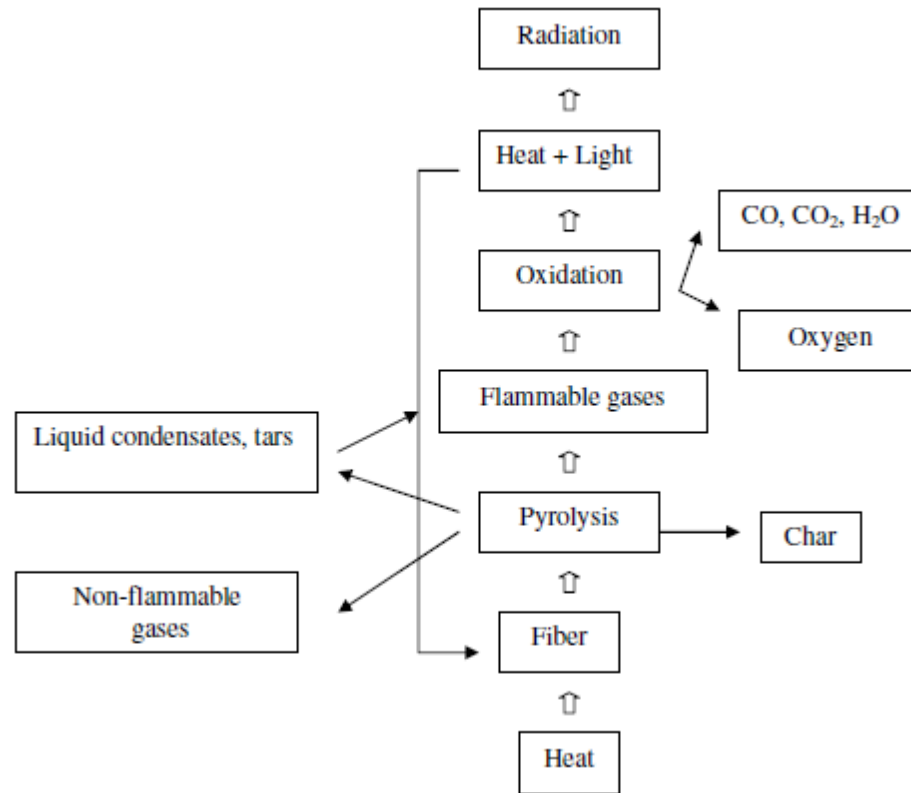 Radiation
Heat + Light
CO, CO₂, H₂O
Oxidation
Oxygen
Flammable gases
Liquid condensates, tars
Pyrolysis
Char
Non-flammable
gases
Fiber
Heat